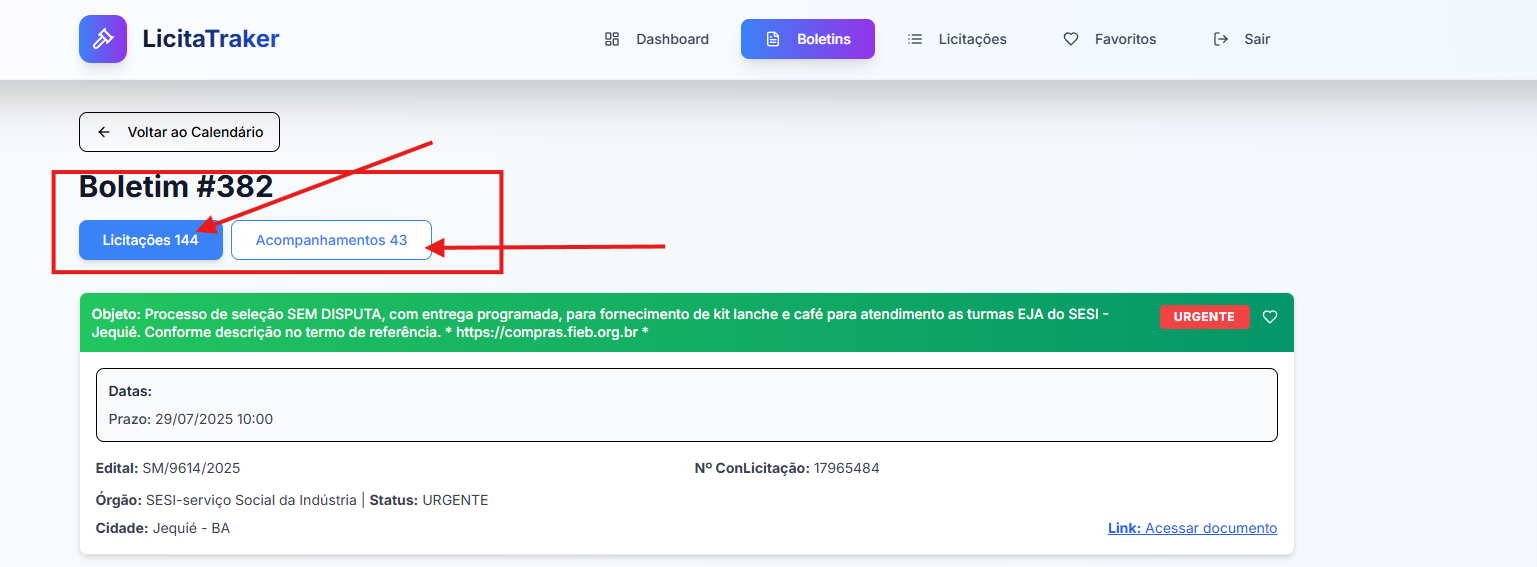 LicitaTraker
Dashboard
Boletins
Licitações
Favoritos
Sair
Voltar ao Calendário
Boletim #382
Licitações 144
Acompanhamentos 43
Objeto: Processo de seleção SEM DISPUTA, com entrega programada, para fornecimento de kit lanche e café para atendimento as turmas EJA do SESI -
Jequié. Conforme descrição no termo de referência. * https://compras.fieb.org.br *
URGENTE
Datas:
Prazo: 29/07/2025 10:00
Edital: SM/9614/2025
Nº ConLicitação: 17965484
Órgão: SESI-serviço Social da Indústria | Status: URGENTE
Cidade: Jequié - BA
Link: Acessar documento